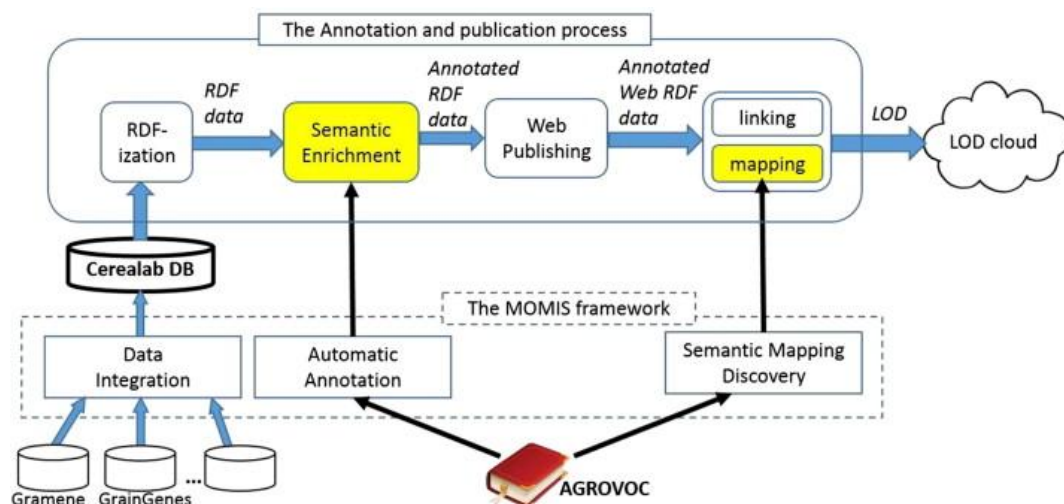 The Annotation and publication process
RDF-
ization
RDF
data
Semantic
Enrichment
Annotated
RDF
data
Web
Publishing
Annotated
Web RDF
data
linking
mapping
LOD
LOD cloud
Cerealab DB
The MOMIS framework
Data
Integration
Automatic
Annotation
Semantic Mapping
Discovery
Gramene
GrainGenes
...
AGROVOC